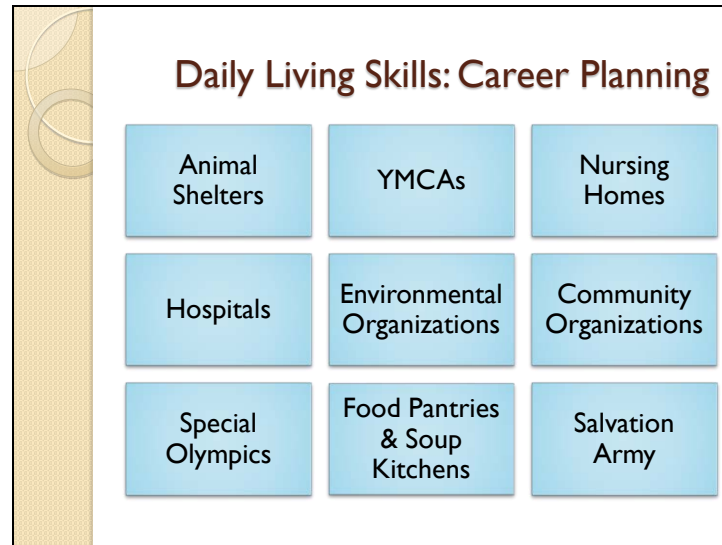 Daily Living Skills: Career Planning
Animal
Shelters
YMCAs
Nursing
Homes
Hospitals
Environmental
Organizations
Community
Organizations
Special
Olympics
Food Pantries
& Soup
Kitchens
Salvation
Army